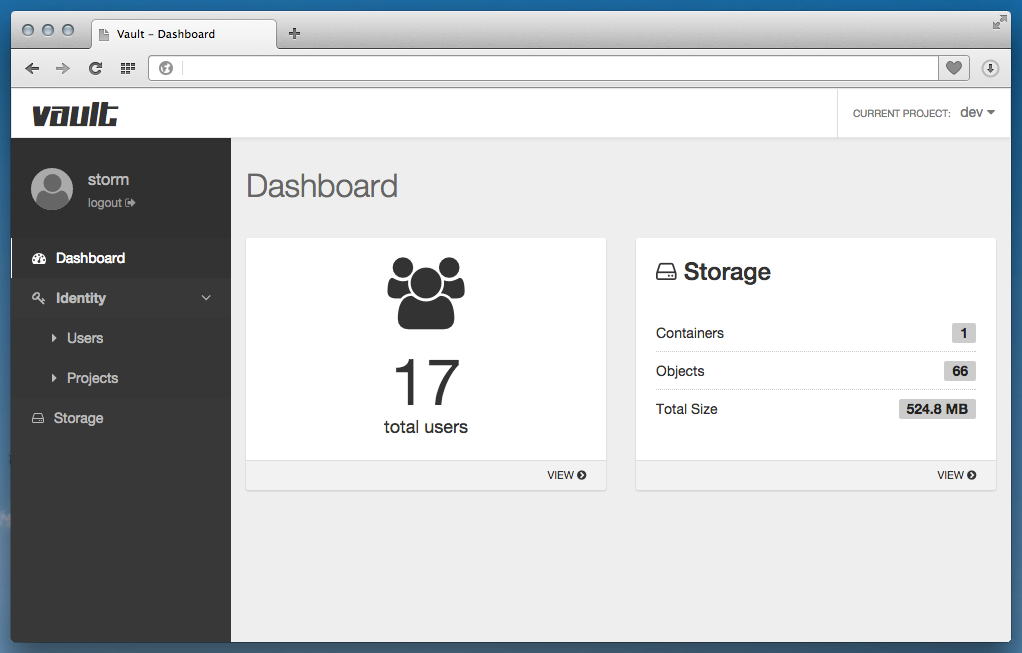 Vault – Dashboard
vault
CURRENT PROJECT: dev
storm
logout
Dashboard
Identity
Users
Projects
Storage
Dashboard
17
total users
VIEW
Storage
Containers 1
Objects 66
Total Size 524.8 MB
VIEW